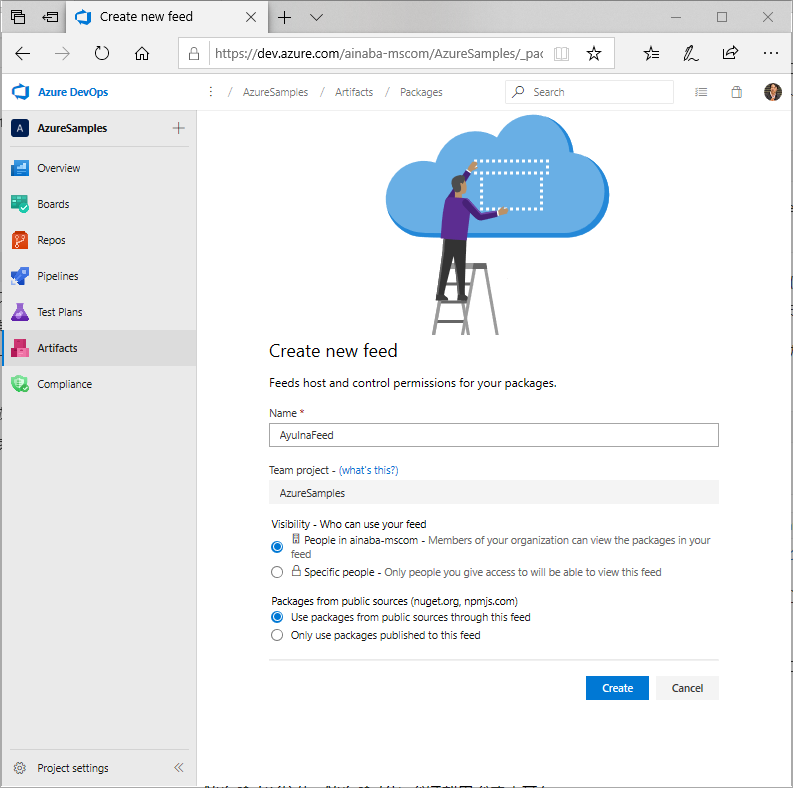 Create new feed
https://dev.azure.com/ainaba-mscom/AzureSamples/_pac
Azure DevOps
/ AzureSamples / Artifacts / Packages
Search
A AzureSamples
Overview
Boards
Repos
Pipelines
Test Plans
Artifacts
Compliance
Project settings
Create new feed
Feeds host and control permissions for your packages.
Name *
AyuInaFeed
Team project - (what's this?)
AzureSamples
Visibility - Who can use your feed
People in ainaba-mscom - Members of your organization can view the packages in your
feed
Specific people - Only people you give access to will be able to view this feed
Packages from public sources (nuget.org, npmjs.com)
Use packages from public sources through this feed
Only use packages published to this feed
Create
Cancel